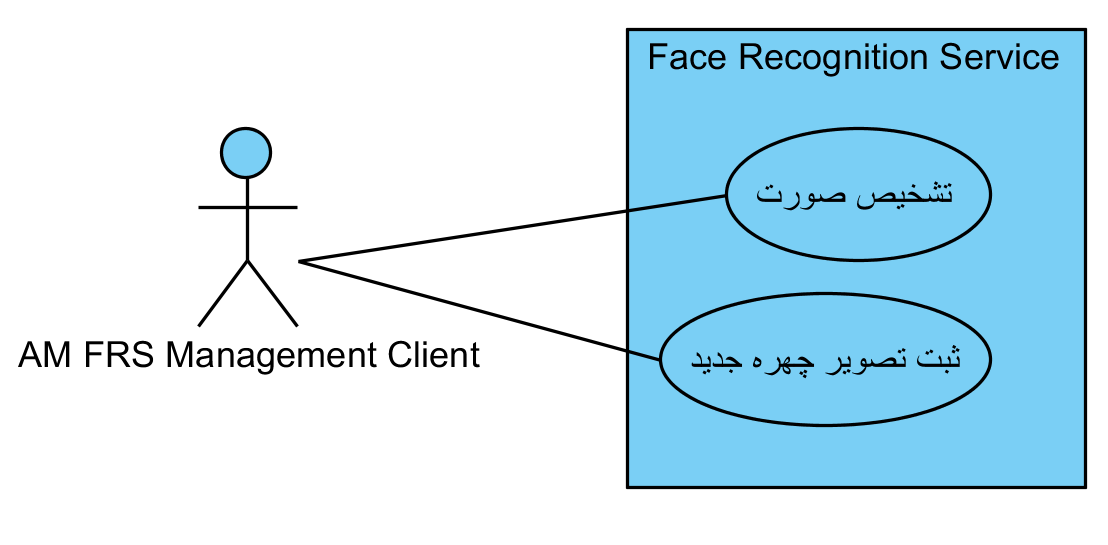 Face Recognition Service
تشخیص صورت
AM FRS Management Client
ثبت تصویر چهره جدید